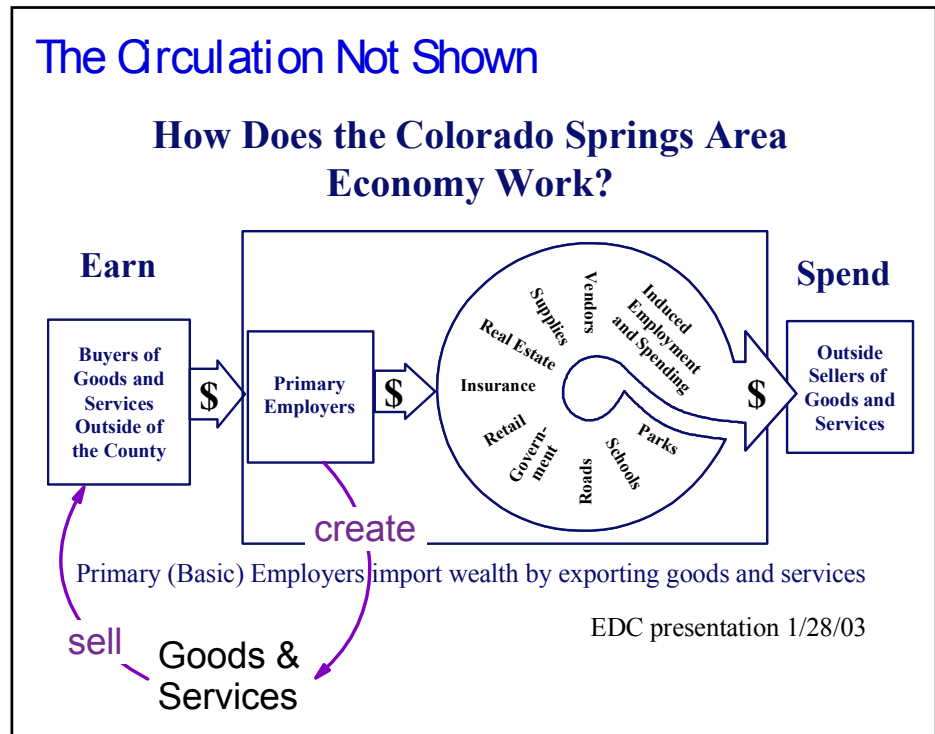 The Circulation Not Shown
How Does the Colorado Springs Area
Economy Work?
Earn
Spend
Buyers of
Goods and
Services
Outside of
the County
$
Primary
Employers
$
Insurance
Real Estate
Supplies
Vendors
Induced
Employment
and Spending
Retail
Govern-
ment
Roads
Schools
Parks
$
Outside
Sellers of
Goods and
Services
create
Primary (Basic) Employers import wealth by exporting goods and services
EDC presentation 1/28/03
sell
Goods &
Services